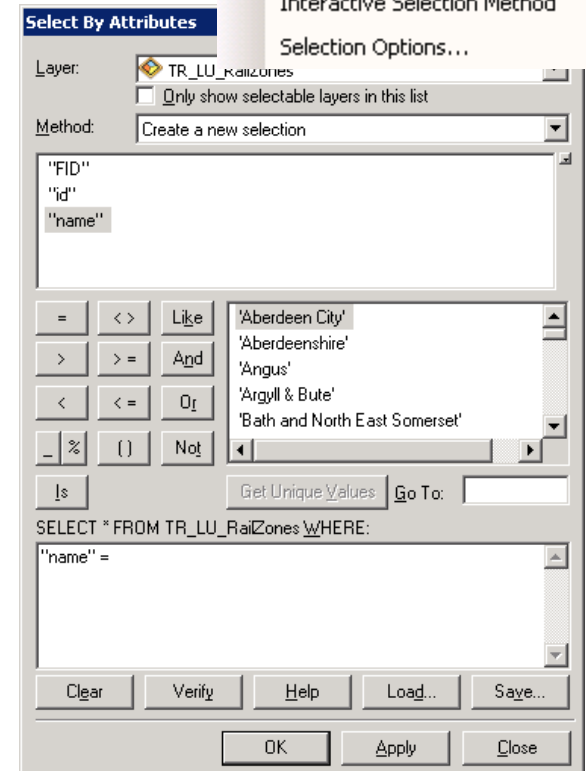 Interactive Selection Method
Selection Options...
Select By Attributes
Layer: TR_LU_RailZones
Only show selectable layers in this list
Method: Create a new selection
"FID"
"id"
"name"
= < > Like
> > = And
< < = Or
_ % ( ) Not
Is
'Aberdeen City'
'Aberdeenshire'
'Angus'
'Argyll & Bute'
'Bath and North East Somerset'
Get Unique Values Go To:
SELECT * FROM TR_LU_RailZones WHERE:
"name" =
Clear Verify Help Load... Save...
OK Apply Close